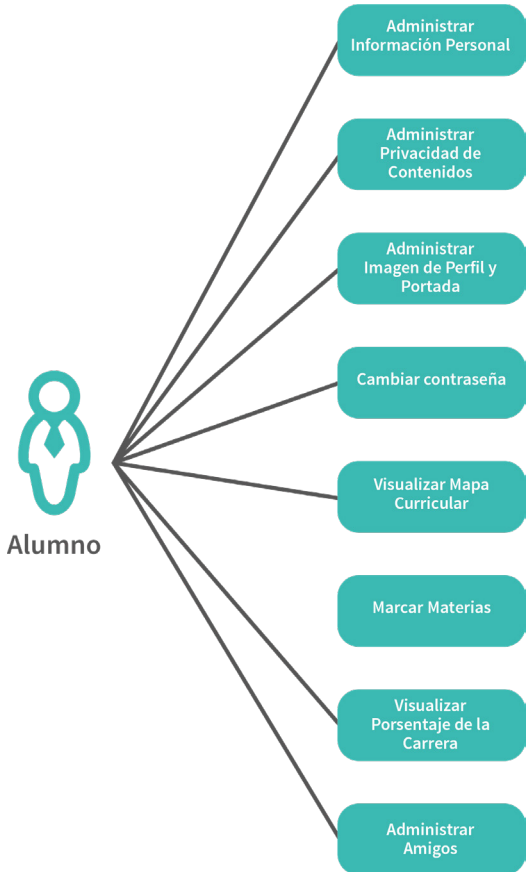 Administrar
Información Personal
Administrar
Privacidad de
Contenidos
Administrar
Imagen de Perfil y
Portada
Cambiar contraseña
Visualizar Mapa
Curricular
Alumno
Marcar Materias
Visualizar
Porsentaje de la
Carrera
Administrar
Amigos